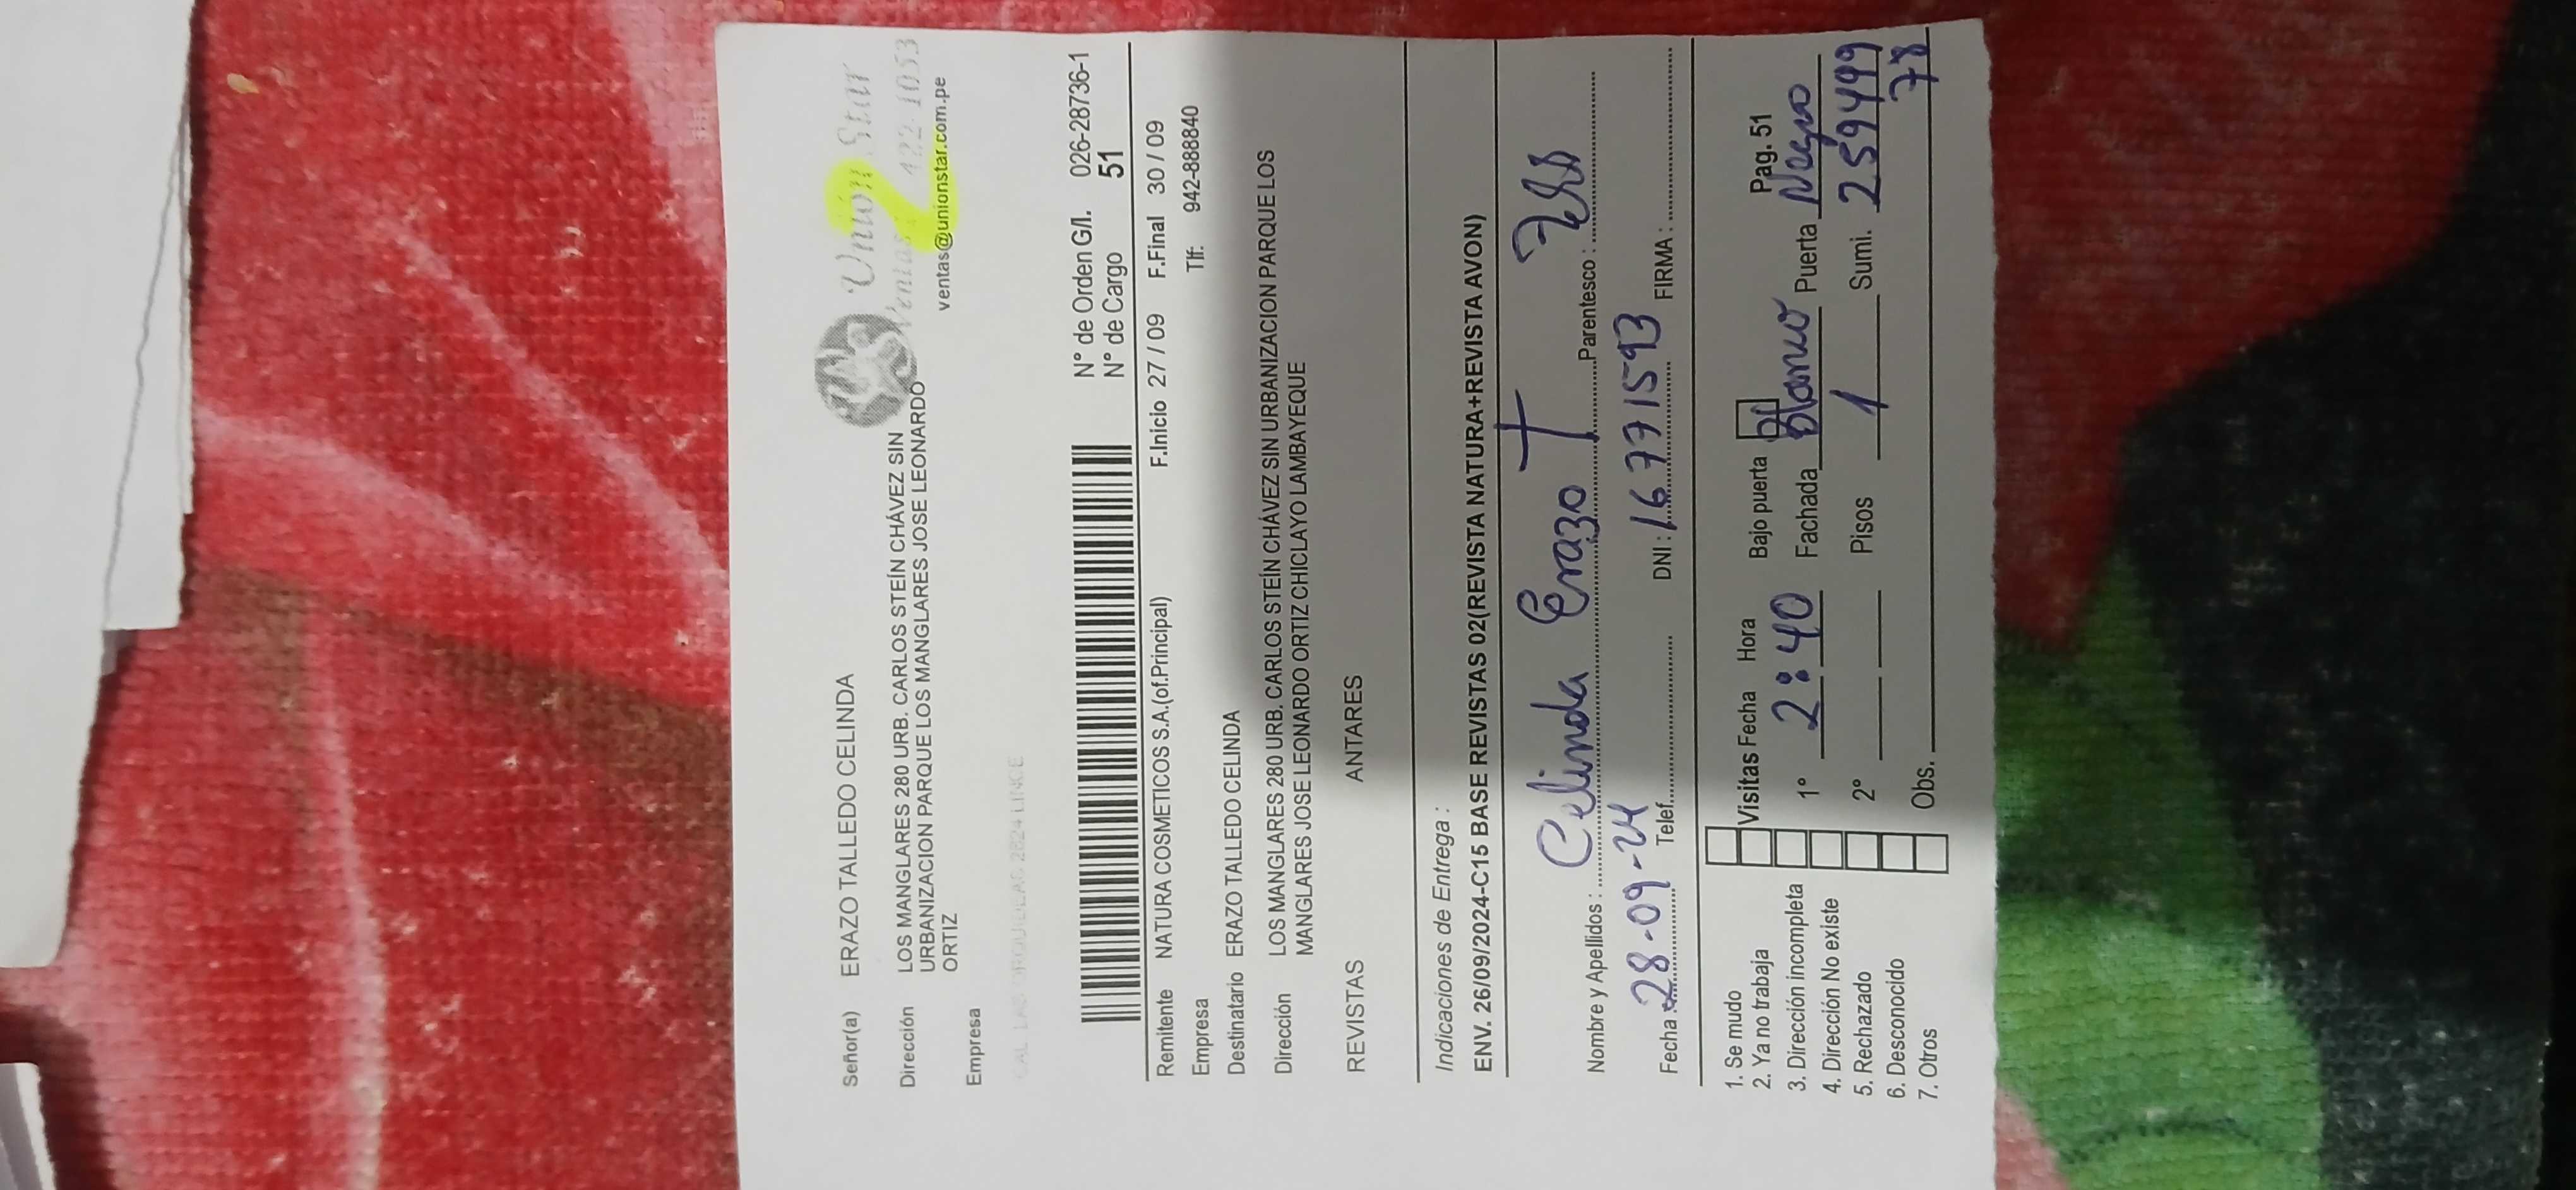 Señor(a) ERAZO TALLEDO CELINDA
Unión Star
Ventas 422-1053
ventas@unionstar.com.pe
Dirección LOS MANGLARES 280 URB. CARLOS STEÍN CHÁVEZ SIN
URBANIZACION PARQUE LOS MANGLARES JOSE LEONARDO
ORTIZ
Empresa
2824 LINCE
N° de Orden G/I. 026-28736-1
N° de Cargo 51
Remitente NATURA COSMETICOS S.A.(of.Principal) F.Inicio 27 / 09 F.Final 30 / 09
Empresa Tlf: 942-888840
Destinatario ERAZO TALLEDO CELINDA
Dirección LOS MANGLARES 280 URB. CARLOS STEÍN CHÁVEZ SIN URBANIZACION PARQUE LOS
MANGLARES JOSE LEONARDO ORTIZ CHICLAYO LAMBAYEQUE
REVISTAS ANTARES
Indicaciones de Entrega :
ENV. 26/09/2024-C15 BASE REVISTAS 02(REVISTA NATURA+REVISTA AVON)
Nombre y Apellidos : Celinda Erazo T Parentesco :
Fecha : 28-09-24 Telef. DNI : 16771593 FIRMA :
1. Se mudo
2. Ya no trabaja
3. Dirección incompleta
4. Dirección No existe
5. Rechazado
6. Desconocido
7. Otros
Visitas Fecha Hora Bajo puerta Pag. 51
1° 2:40 Fachada Blanco Puerta Negro
2° Pisos 1 Sumi. 259499
78
Obs.